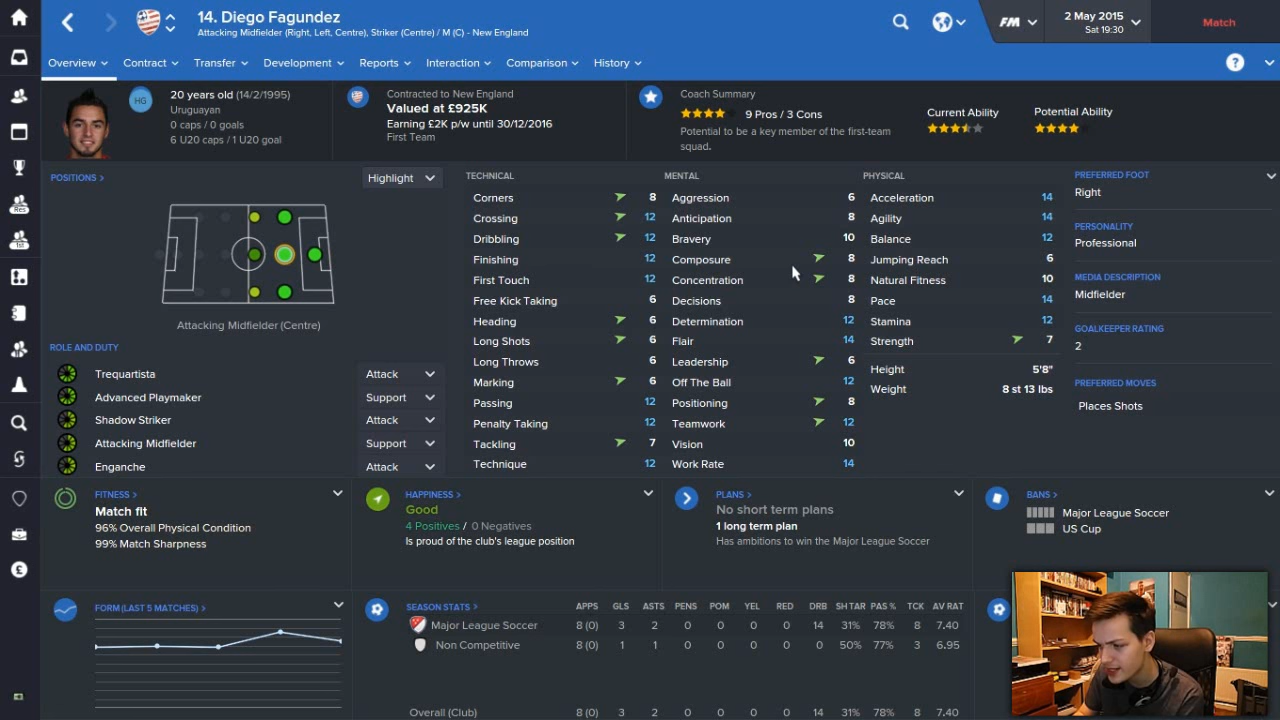 14. Diego Fagundez
Attacking Midfielder (Right, Left, Centre), Striker (Centre) / M (C) - New England
FM
2 May 2015
Sat 19:30
Match
Overview
Contract
Transfer
Development
Reports
Interaction
Comparison
History
?
HG
20 years old (14/2/1995)
Uruguayan
0 caps / 0 goals
6 U20 caps / 1 U20 goal
Contracted to New England
Valued at £925K
Earning £2K p/w until 30/12/2016
First Team
Coach Summary
9 Pros / 3 Cons
Potential to be a key member of the first-team
squad.
Current Ability
Potential Ability
POSITIONS >
Highlight
Attacking Midfielder (Centre)
ROLE AND DUTY
Trequartista Attack
Advanced Playmaker Support
Shadow Striker Attack
Attacking Midfielder Support
Enganche Attack
TECHNICAL
Corners 8
Crossing 12
Dribbling 12
Finishing 12
First Touch 12
Free Kick Taking 6
Heading 6
Long Shots 6
Long Throws 6
Marking 6
Passing 12
Penalty Taking 12
Tackling 7
Technique 12
MENTAL
Aggression 6
Anticipation 8
Bravery 10
Composure 8
Concentration 8
Decisions 8
Determination 12
Flair 14
Leadership 6
Off The Ball 12
Positioning 8
Teamwork 12
Vision 10
Work Rate 14
PHYSICAL
Acceleration 14
Agility 14
Balance 12
Jumping Reach 6
Natural Fitness 10
Pace 14
Stamina 12
Strength 7
Height 5'8"
Weight 8 st 13 lbs
PREFERRED FOOT
Right
PERSONALITY
Professional
MEDIA DESCRIPTION
Midfielder
GOALKEEPER RATING
2
PREFERRED MOVES
Places Shots
FITNESS >
Match fit
96% Overall Physical Condition
99% Match Sharpness
HAPPINESS >
Good
4 Positives / 0 Negatives
Is proud of the club's league position
PLANS >
No short term plans
1 long term plan
Has ambitions to win the Major League Soccer
BANS >
Major League Soccer
US Cup
FORM (LAST 5 MATCHES) >
SEASON STATS > APPS GLS ASTS PENS POM YEL RED DRB SH TAR PAS % TCK AV RAT
Major League Soccer 8 (0) 3 2 0 0 0 0 14 31% 78% 8 7.40
Non Competitive 8 (0) 1 1 0 0 0 0 0 50% 77% 3 6.95
Overall (Club) 8 (0) 3 2 0 0 0 0 14 31% 78% 8 7.40
Res
1st
£